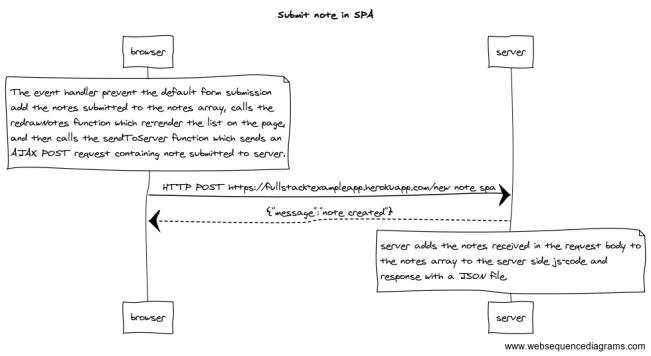 Submit note in SPA
browser
server
The event handler prevent the default form submission
add the notes submitted to the notes array, calls the
redrawNotes function which re-render the list on the page,
and then calls the sendToServer function which sends an
AJAX POST request containing note submitted to server.
HTTP POST https://fullstack-exampleapp.herokuapp.com/new_note_spa
{"message":"note created"}
server adds the notes received in the request body to
the notes array to the server side js-code and
response with a JSON file,
browser
server
www.websequencediagrams.com